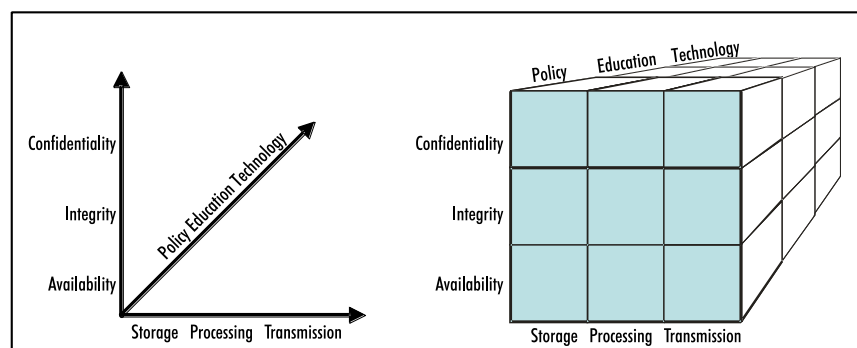 Confidentiality
Integrity
Availability
Policy Education Technology
Storage Processing Transmission
Policy Education Technology
Confidentiality
Integrity
Availability
Storage Processing Transmission